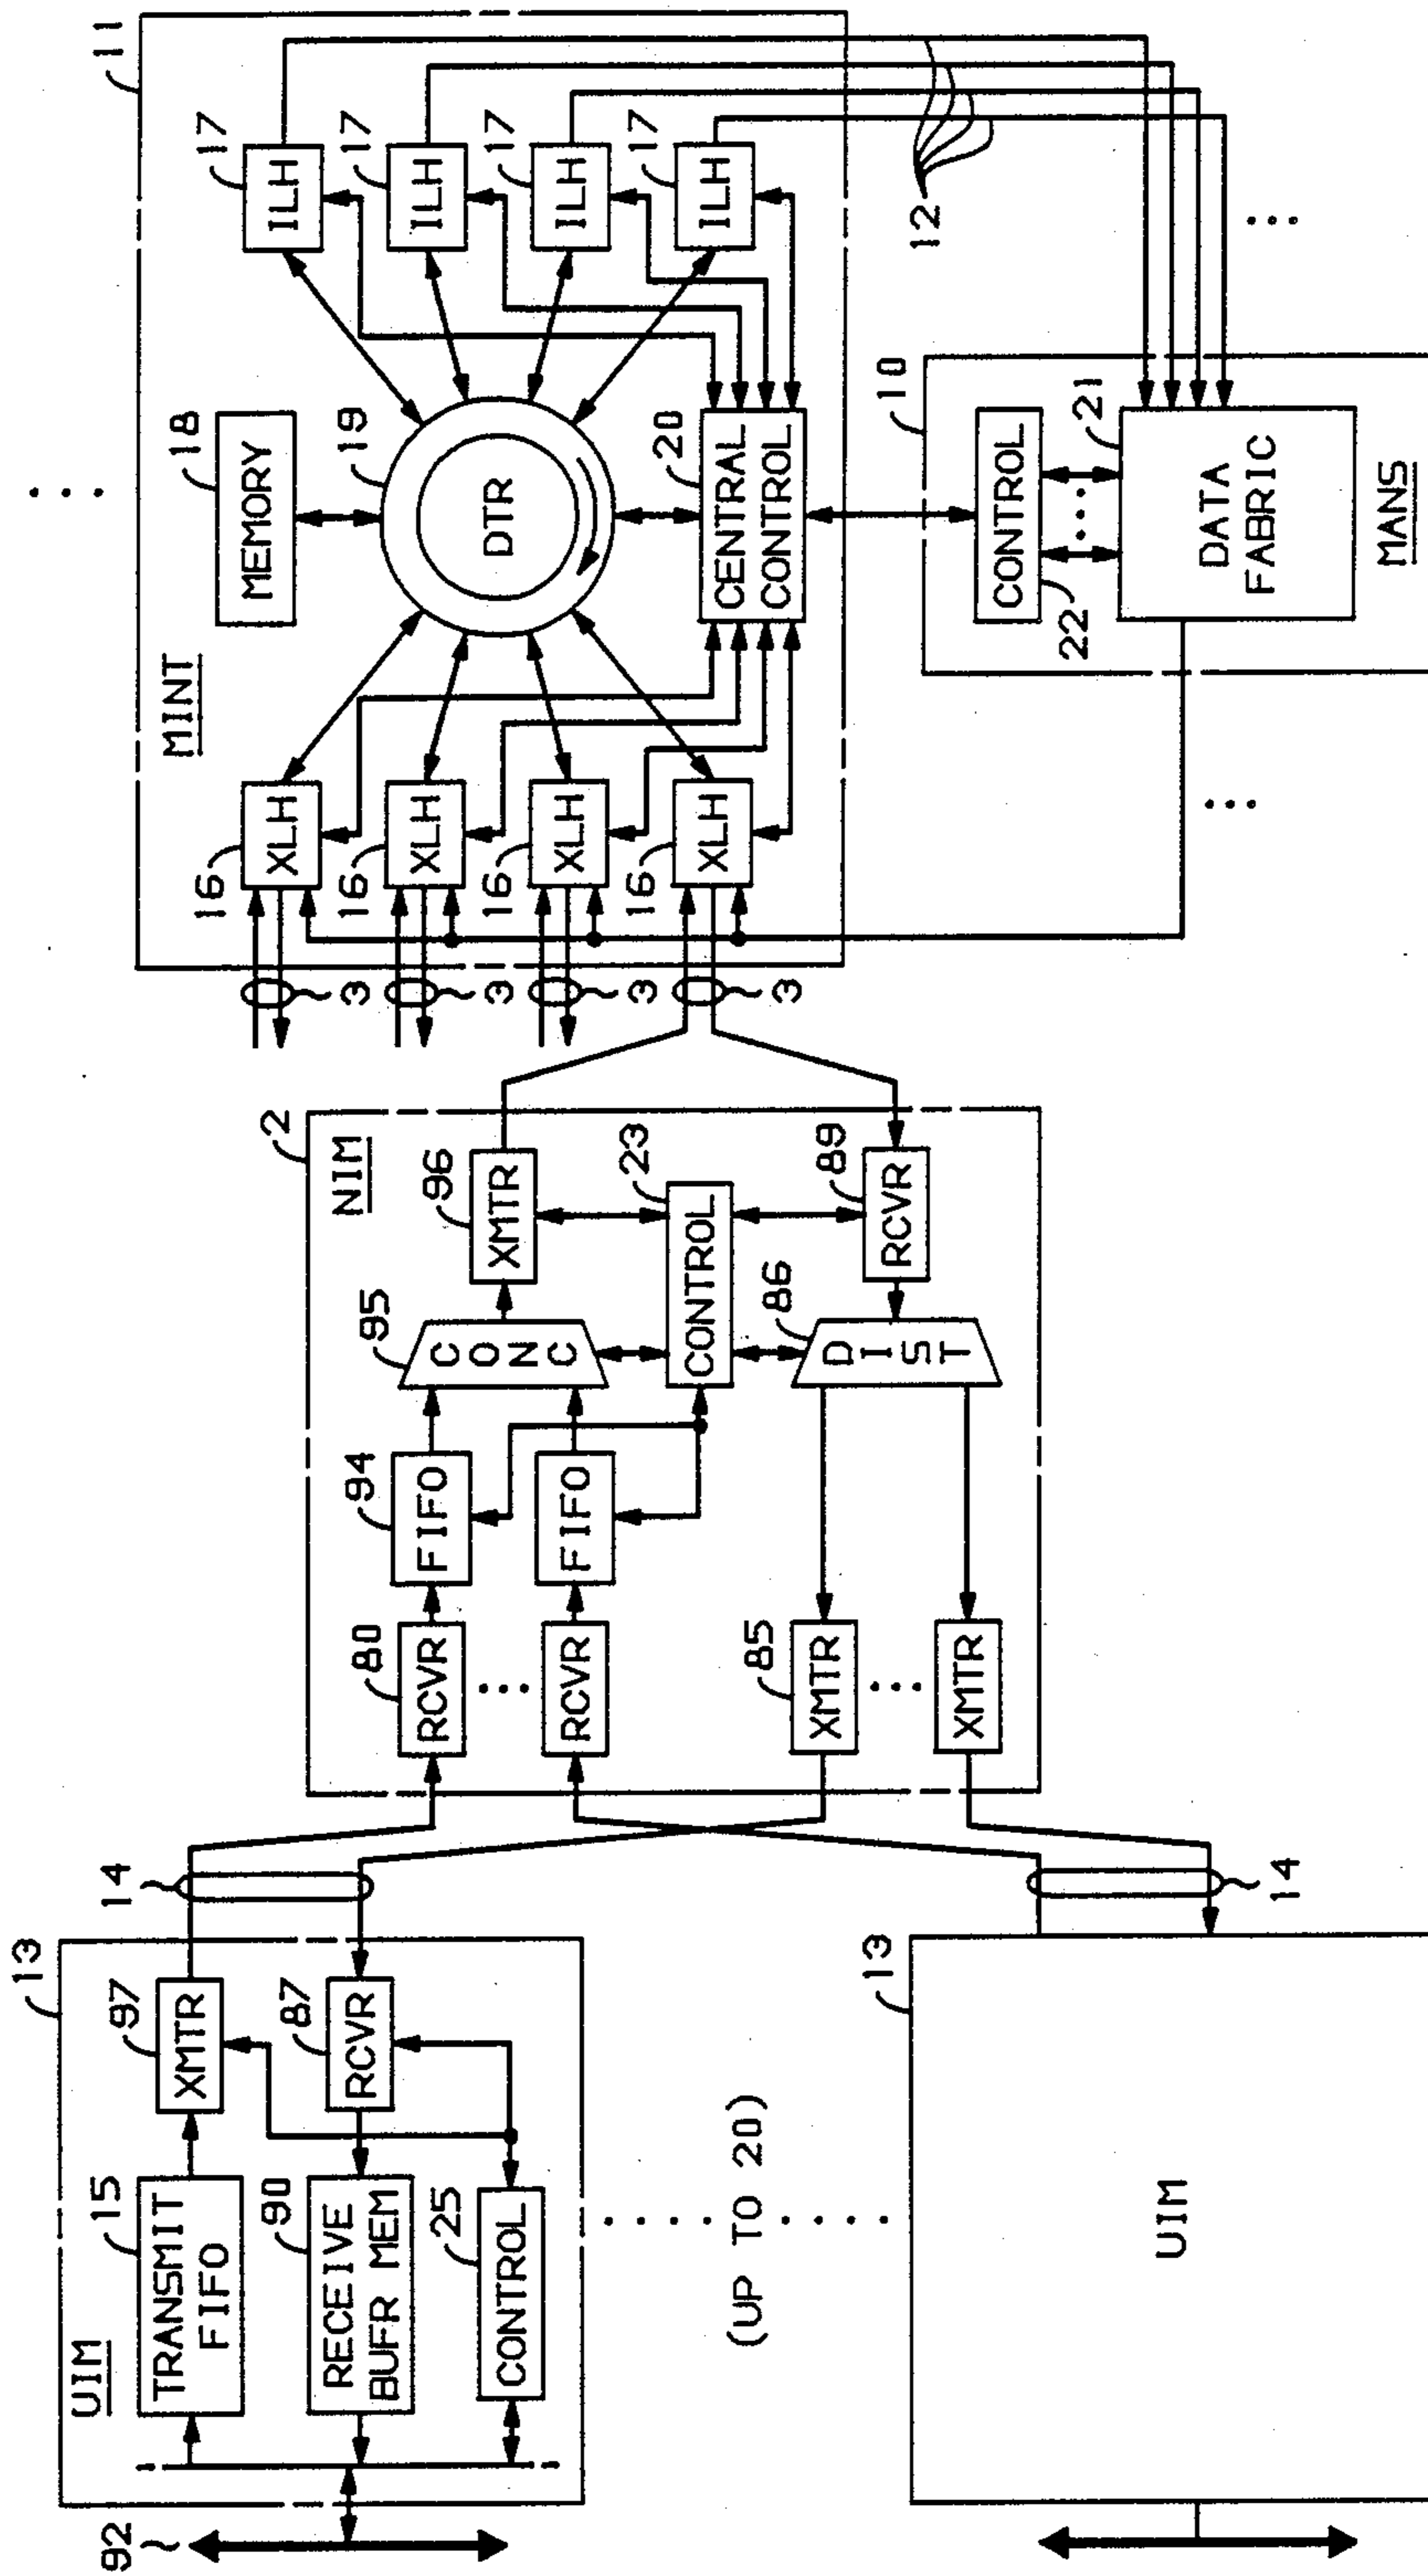 92
UIM
13
15
TRANSMIT
FIFO
97
XMTR
14
90
RECEIVE
BUFR MEM
87
RCVR
25
CONTROL
(UP TO 20)
13
UIM
14
2
NIM
80
RCVR
94
FIFO
95
CONC
96
XMTR
RCVR
FIFO
23
CONTROL
85
XMTR
86
DIST
89
RCVR
XMTR
11
MINT
3
16
XLH
3
16
XLH
3
16
XLH
3
16
XLH
18
MEMORY
19
DTR
20
CENTRAL
CONTROL
17
ILH
17
ILH
17
ILH
17
ILH
12
10
22
CONTROL
21
DATA
FABRIC
MANS